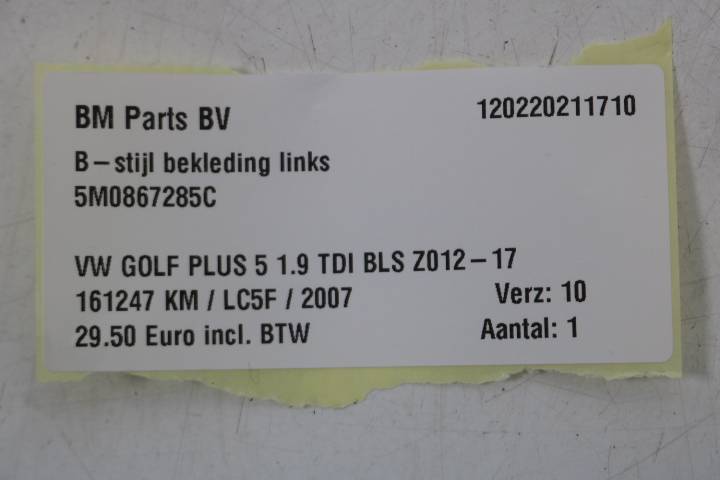 BM Parts BV 120220211710
B-stijl bekleding links
5M0867285C
VW GOLF PLUS 5 1.9 TDI BLS Z012-17
161247 KM / LC5F / 2007 Verz: 10
29.50 Euro incl. BTW Aantal: 1